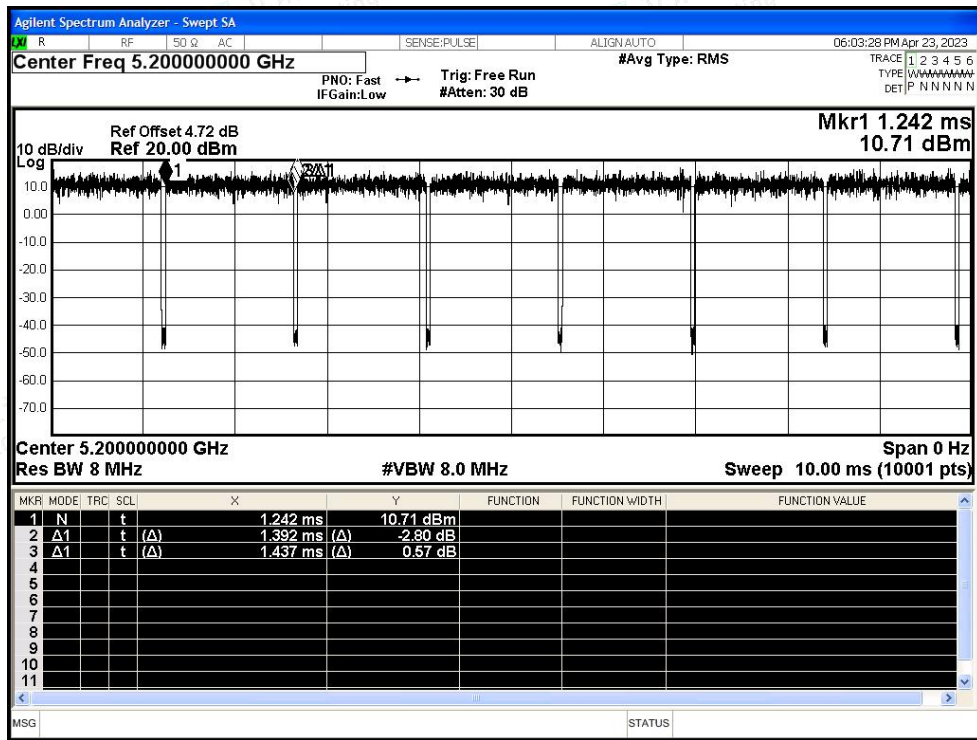 Agilent Spectrum Analyzer - Swept SA
LXI R RF 50 Ω AC SENSE:PULSE ALIGN AUTO 06:03:28 PM Apr 23, 2023
Center Freq 5.200000000 GHz #Avg Type: RMS TRACE 1 2 3 4 5 6
PNO: Fast Trig: Free Run TYPE WWWWWW
IFGain:Low #Atten: 30 dB DET P N N N N N
Mkr1 1.242 ms
Ref Offset 4.72 dB
10 dB/div Ref 20.00 dBm 10.71 dBm
Log
1
10.0
0.00
-10.0
-20.0
-30.0
-40.0
-50.0
-60.0
-70.0
Center 5.200000000 GHz Span 0 Hz
Res BW 8 MHz #VBW 8.0 MHz Sweep 10.00 ms (10001 pts)
MKR MODE TRC SCL X Y FUNCTION FUNCTION WIDTH FUNCTION VALUE
1 N t 1.242 ms 10.71 dBm
2 Δ1 t (Δ) 1.392 ms (Δ) -2.80 dB
3 Δ1 t (Δ) 1.437 ms (Δ) 0.57 dB
4
5
6
7
8
9
10
11
MSG STATUS